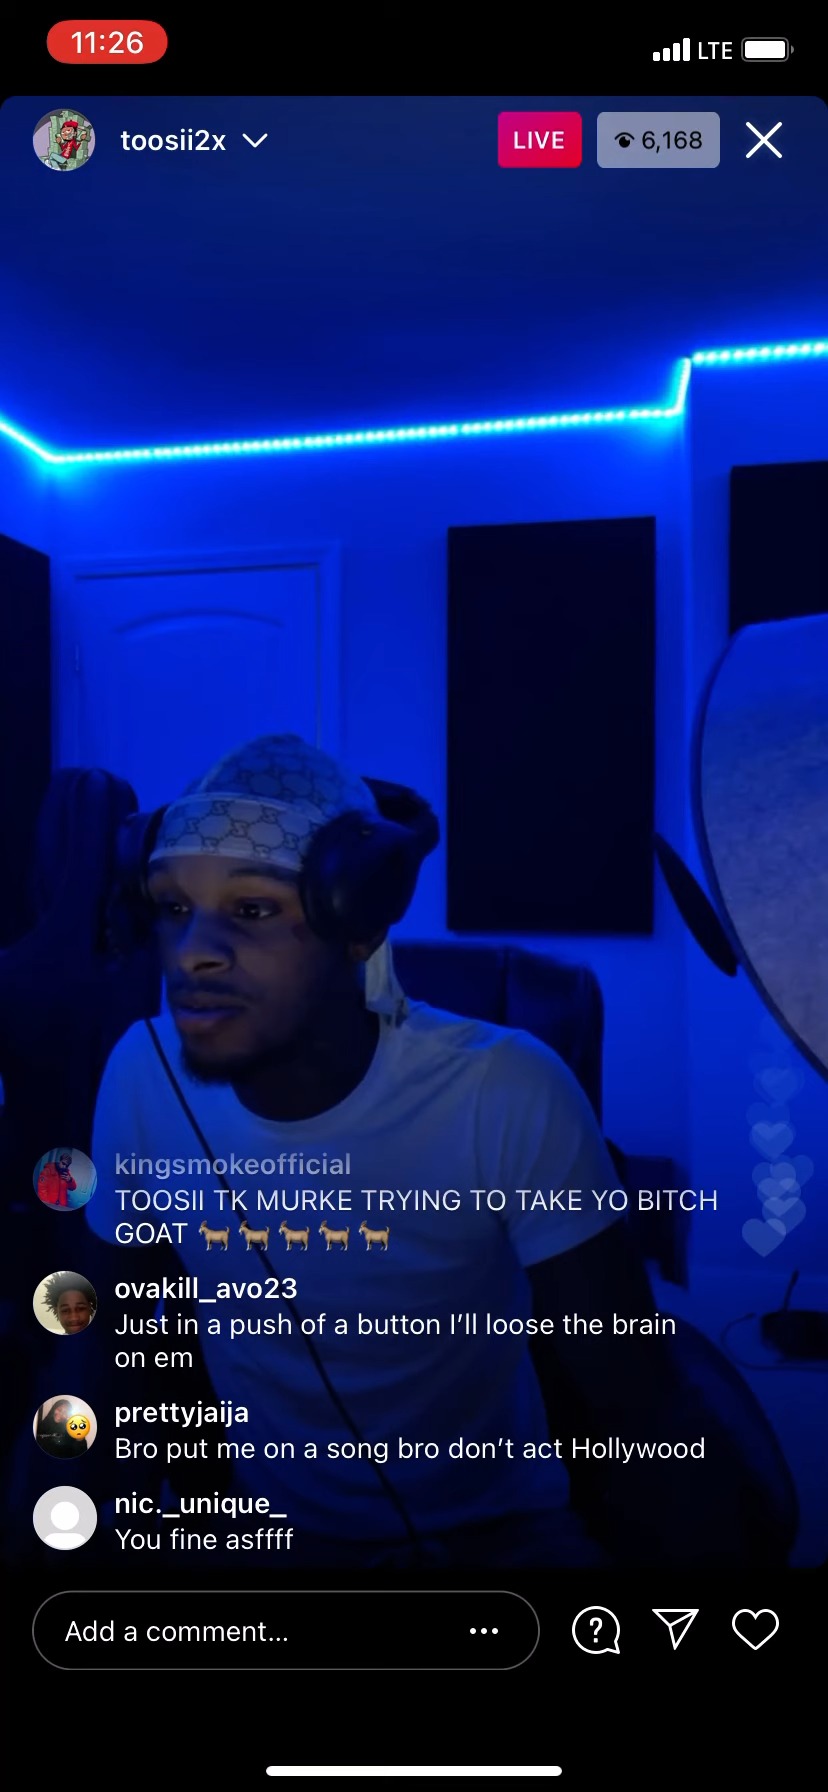 11:26
LTE
toosii2x
LIVE
6,168
kingsmokeofficial
TOOSII TK MURKE TRYING TO TAKE YO BITCH
GOAT 🐐🐐🐐🐐🐐
ovakill_avo23
Just in a push of a button I’ll loose the brain
on em
prettyjaija
Bro put me on a song bro don’t act Hollywood
nic._unique_
You fine asffff
Add a comment...